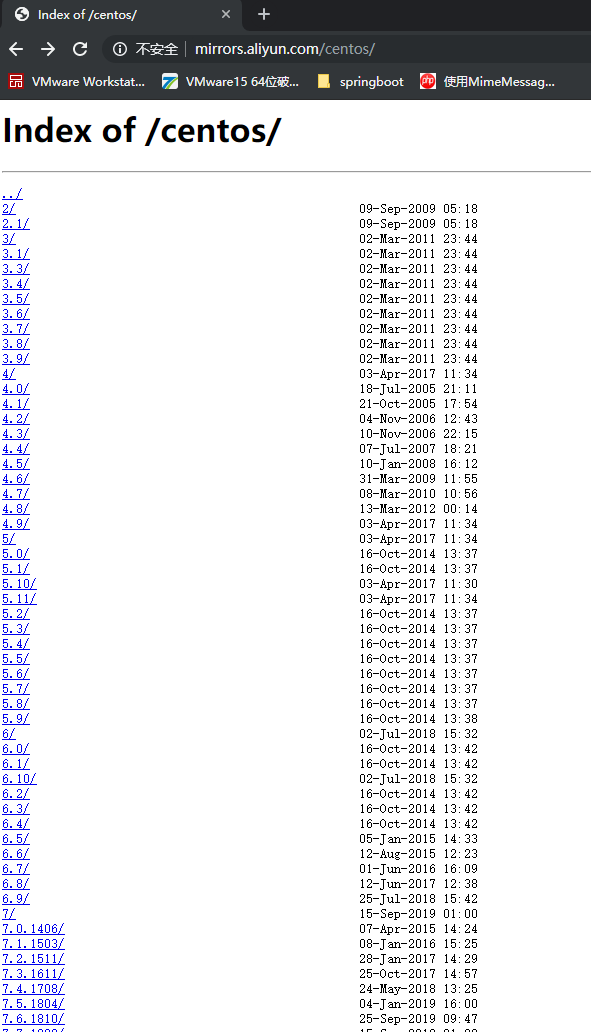 Index of /centos/
不安全 mirrors.aliyun.com/centos/
VMware Workstat... VMware15 64位破... springboot 使用MimeMessag...
Index of /centos/
../
2/ 09-Sep-2009 05:18
2.1/ 09-Sep-2009 05:18
3/ 02-Mar-2011 23:44
3.1/ 02-Mar-2011 23:44
3.3/ 02-Mar-2011 23:44
3.4/ 02-Mar-2011 23:44
3.5/ 02-Mar-2011 23:44
3.6/ 02-Mar-2011 23:44
3.7/ 02-Mar-2011 23:44
3.8/ 02-Mar-2011 23:44
3.9/ 02-Mar-2011 23:44
4/ 03-Apr-2017 11:34
4.0/ 18-Jul-2005 21:11
4.1/ 21-Oct-2005 17:54
4.2/ 04-Nov-2006 12:43
4.3/ 10-Nov-2006 22:15
4.4/ 07-Jul-2007 18:21
4.5/ 10-Jan-2008 16:12
4.6/ 31-Mar-2009 11:55
4.7/ 08-Mar-2010 10:56
4.8/ 13-Mar-2012 00:14
4.9/ 03-Apr-2017 11:34
5/ 03-Apr-2017 11:34
5.0/ 16-Oct-2014 13:37
5.1/ 16-Oct-2014 13:37
5.10/ 03-Apr-2017 11:30
5.11/ 03-Apr-2017 11:34
5.2/ 16-Oct-2014 13:37
5.3/ 16-Oct-2014 13:37
5.4/ 16-Oct-2014 13:37
5.5/ 16-Oct-2014 13:37
5.6/ 16-Oct-2014 13:37
5.7/ 16-Oct-2014 13:37
5.8/ 16-Oct-2014 13:37
5.9/ 16-Oct-2014 13:38
6/ 02-Jul-2018 15:32
6.0/ 16-Oct-2014 13:42
6.1/ 16-Oct-2014 13:42
6.10/ 02-Jul-2018 15:32
6.2/ 16-Oct-2014 13:42
6.3/ 16-Oct-2014 13:42
6.4/ 16-Oct-2014 13:42
6.5/ 05-Jan-2015 14:33
6.6/ 12-Aug-2015 12:23
6.7/ 01-Jun-2016 16:09
6.8/ 12-Jun-2017 12:38
6.9/ 25-Jul-2018 15:42
7/ 15-Sep-2019 01:00
7.0.1406/ 07-Apr-2015 14:24
7.1.1503/ 08-Jan-2016 15:25
7.2.1511/ 28-Jan-2017 14:29
7.3.1611/ 25-Oct-2017 14:57
7.4.1708/ 24-May-2018 13:25
7.5.1804/ 04-Jan-2019 16:00
7.6.1810/ 25-Sep-2019 09:47